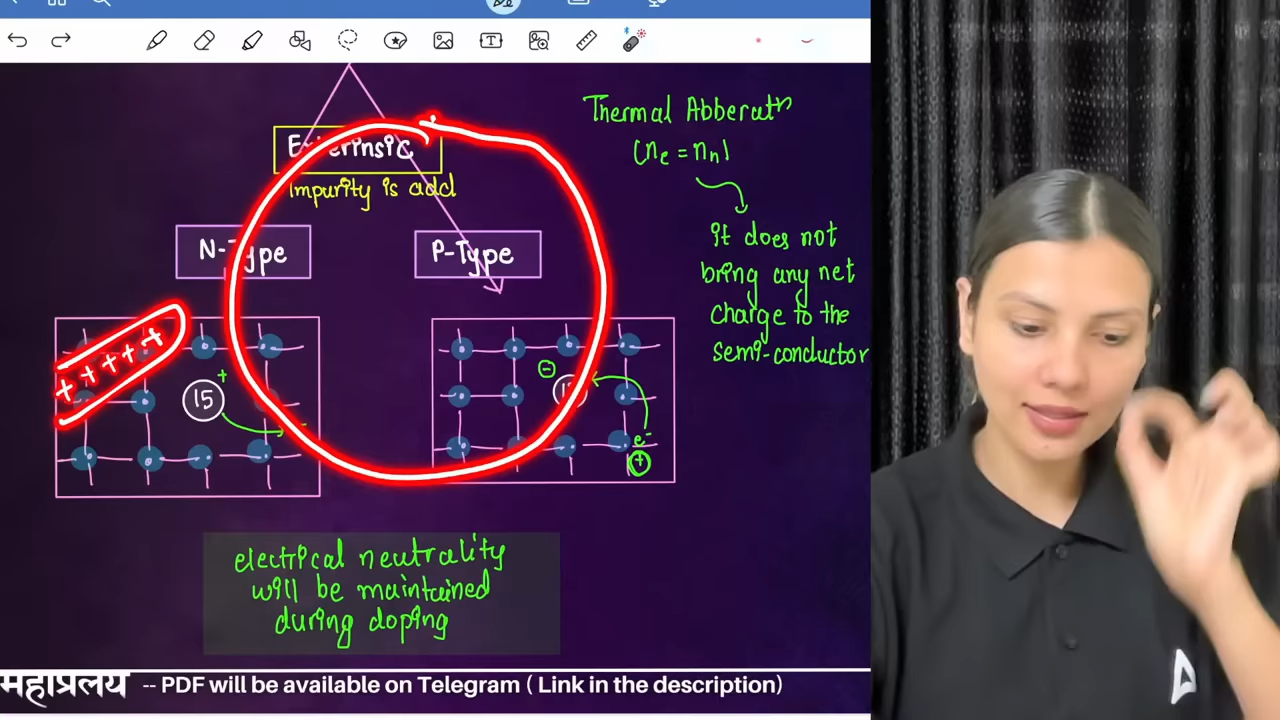 Extrinsic
Impurity is add
N-Type
P-Type
Thermal Abberatn
(ne = nn)
it does not
bring any net
charge to the
semi-conductor
+ + + + +
+
15
-
e-
+
electrical neutrality
will be maintained
during doping
महाप्रलय -- PDF will be available on Telegram ( Link in the description)